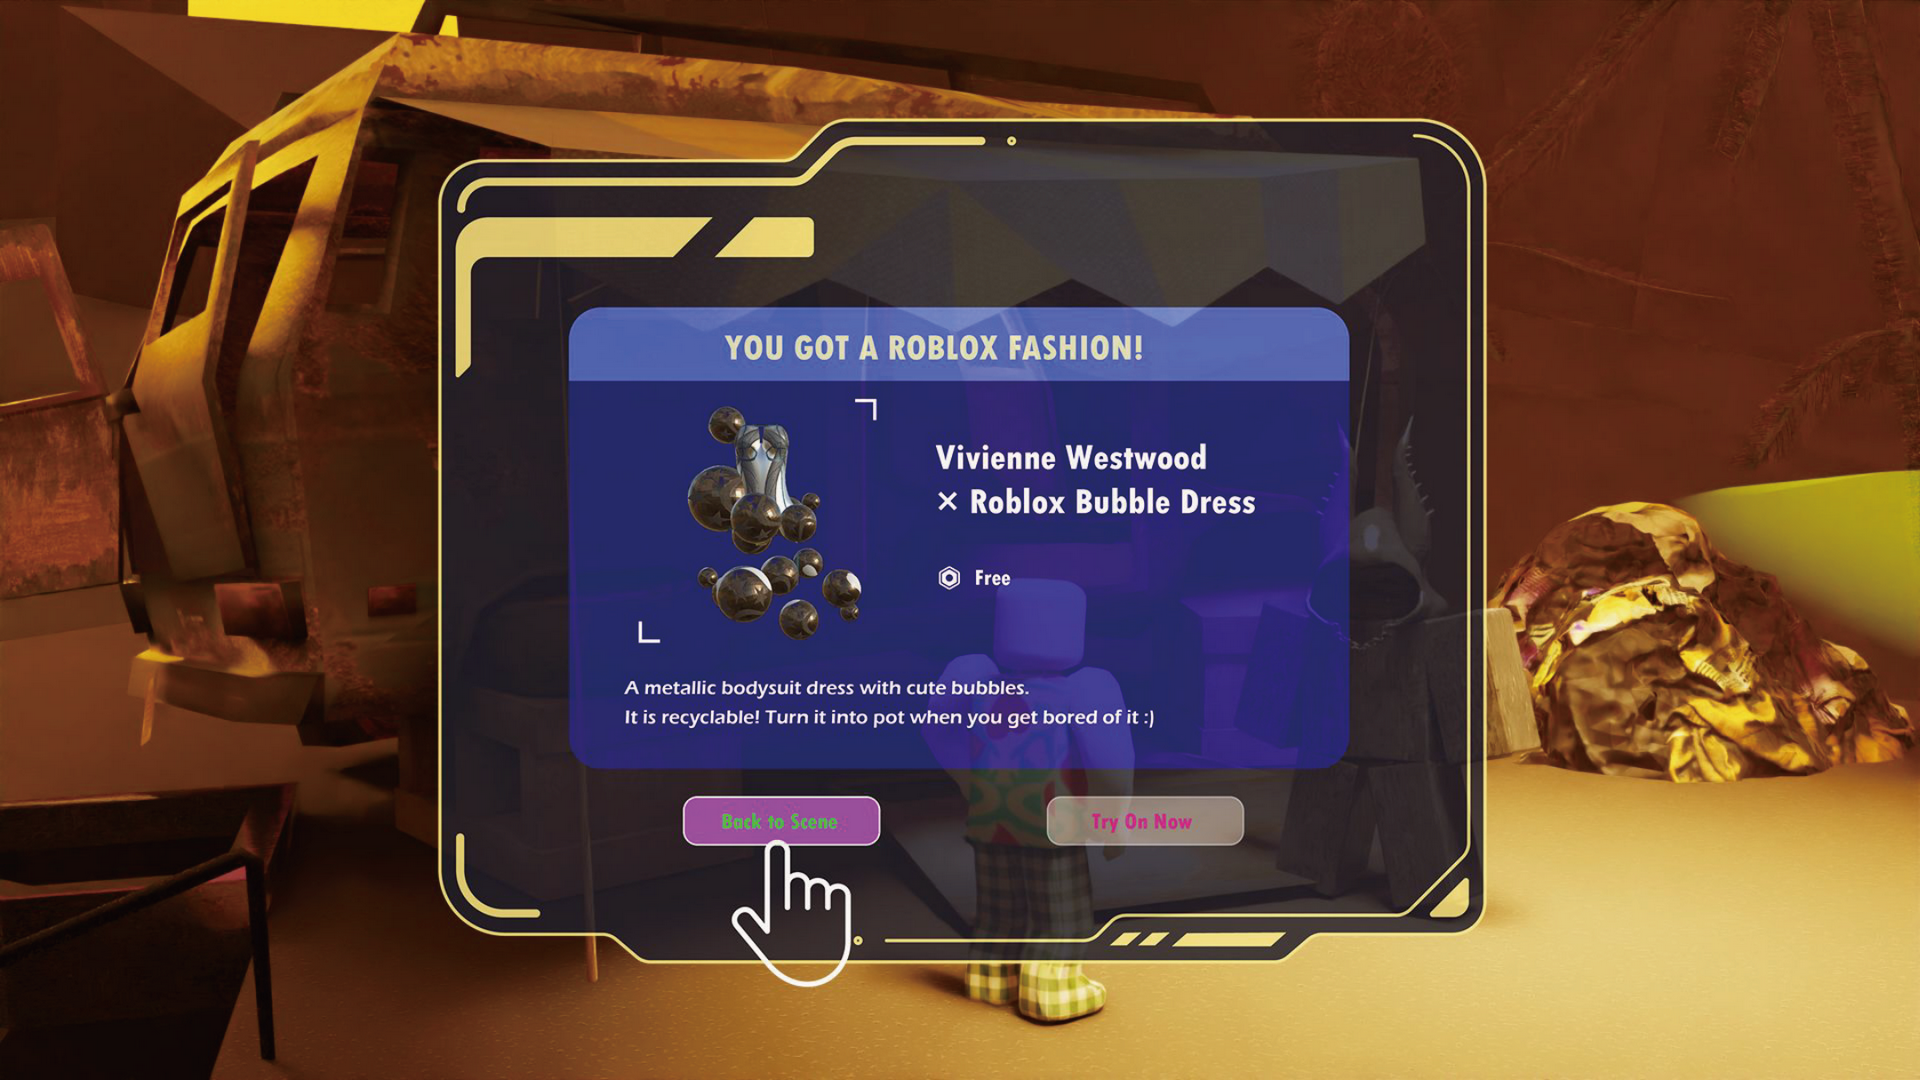 YOU GOT A ROBLOX FASHION!
Vivienne Westwood
× Roblox Bubble Dress
Free
A metallic bodysuit dress with cute bubbles.
It is recyclable! Turn it into pot when you get bored of it :)
Back to Scene
Try On Now